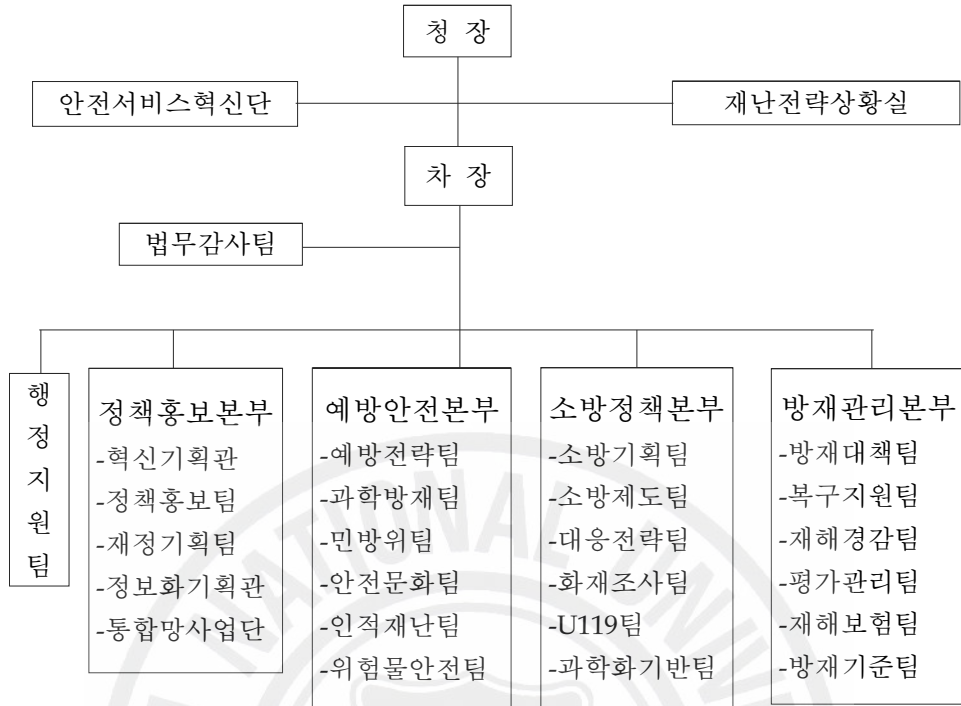 청 장
안전서비스혁신단
재난전략상황실
차 장
법무감사팀
행정지원팀
정책홍보본부
-혁신기획관
-정책홍보팀
-재정기획팀
-정보화기획관
-통합망사업단
예방안전본부
-예방전략팀
-과학방재팀
-민방위팀
-안전문화팀
-인적재난팀
-위험물안전팀
소방정책본부
-소방기획팀
-소방제도팀
-대응전략팀
-화재조사팀
-U119팀
-과학화기반팀
방재관리본부
-방재대책팀
-복구지원팀
-재해경감팀
-평가관리팀
-재해보험팀
-방재기준팀
NATIONAL